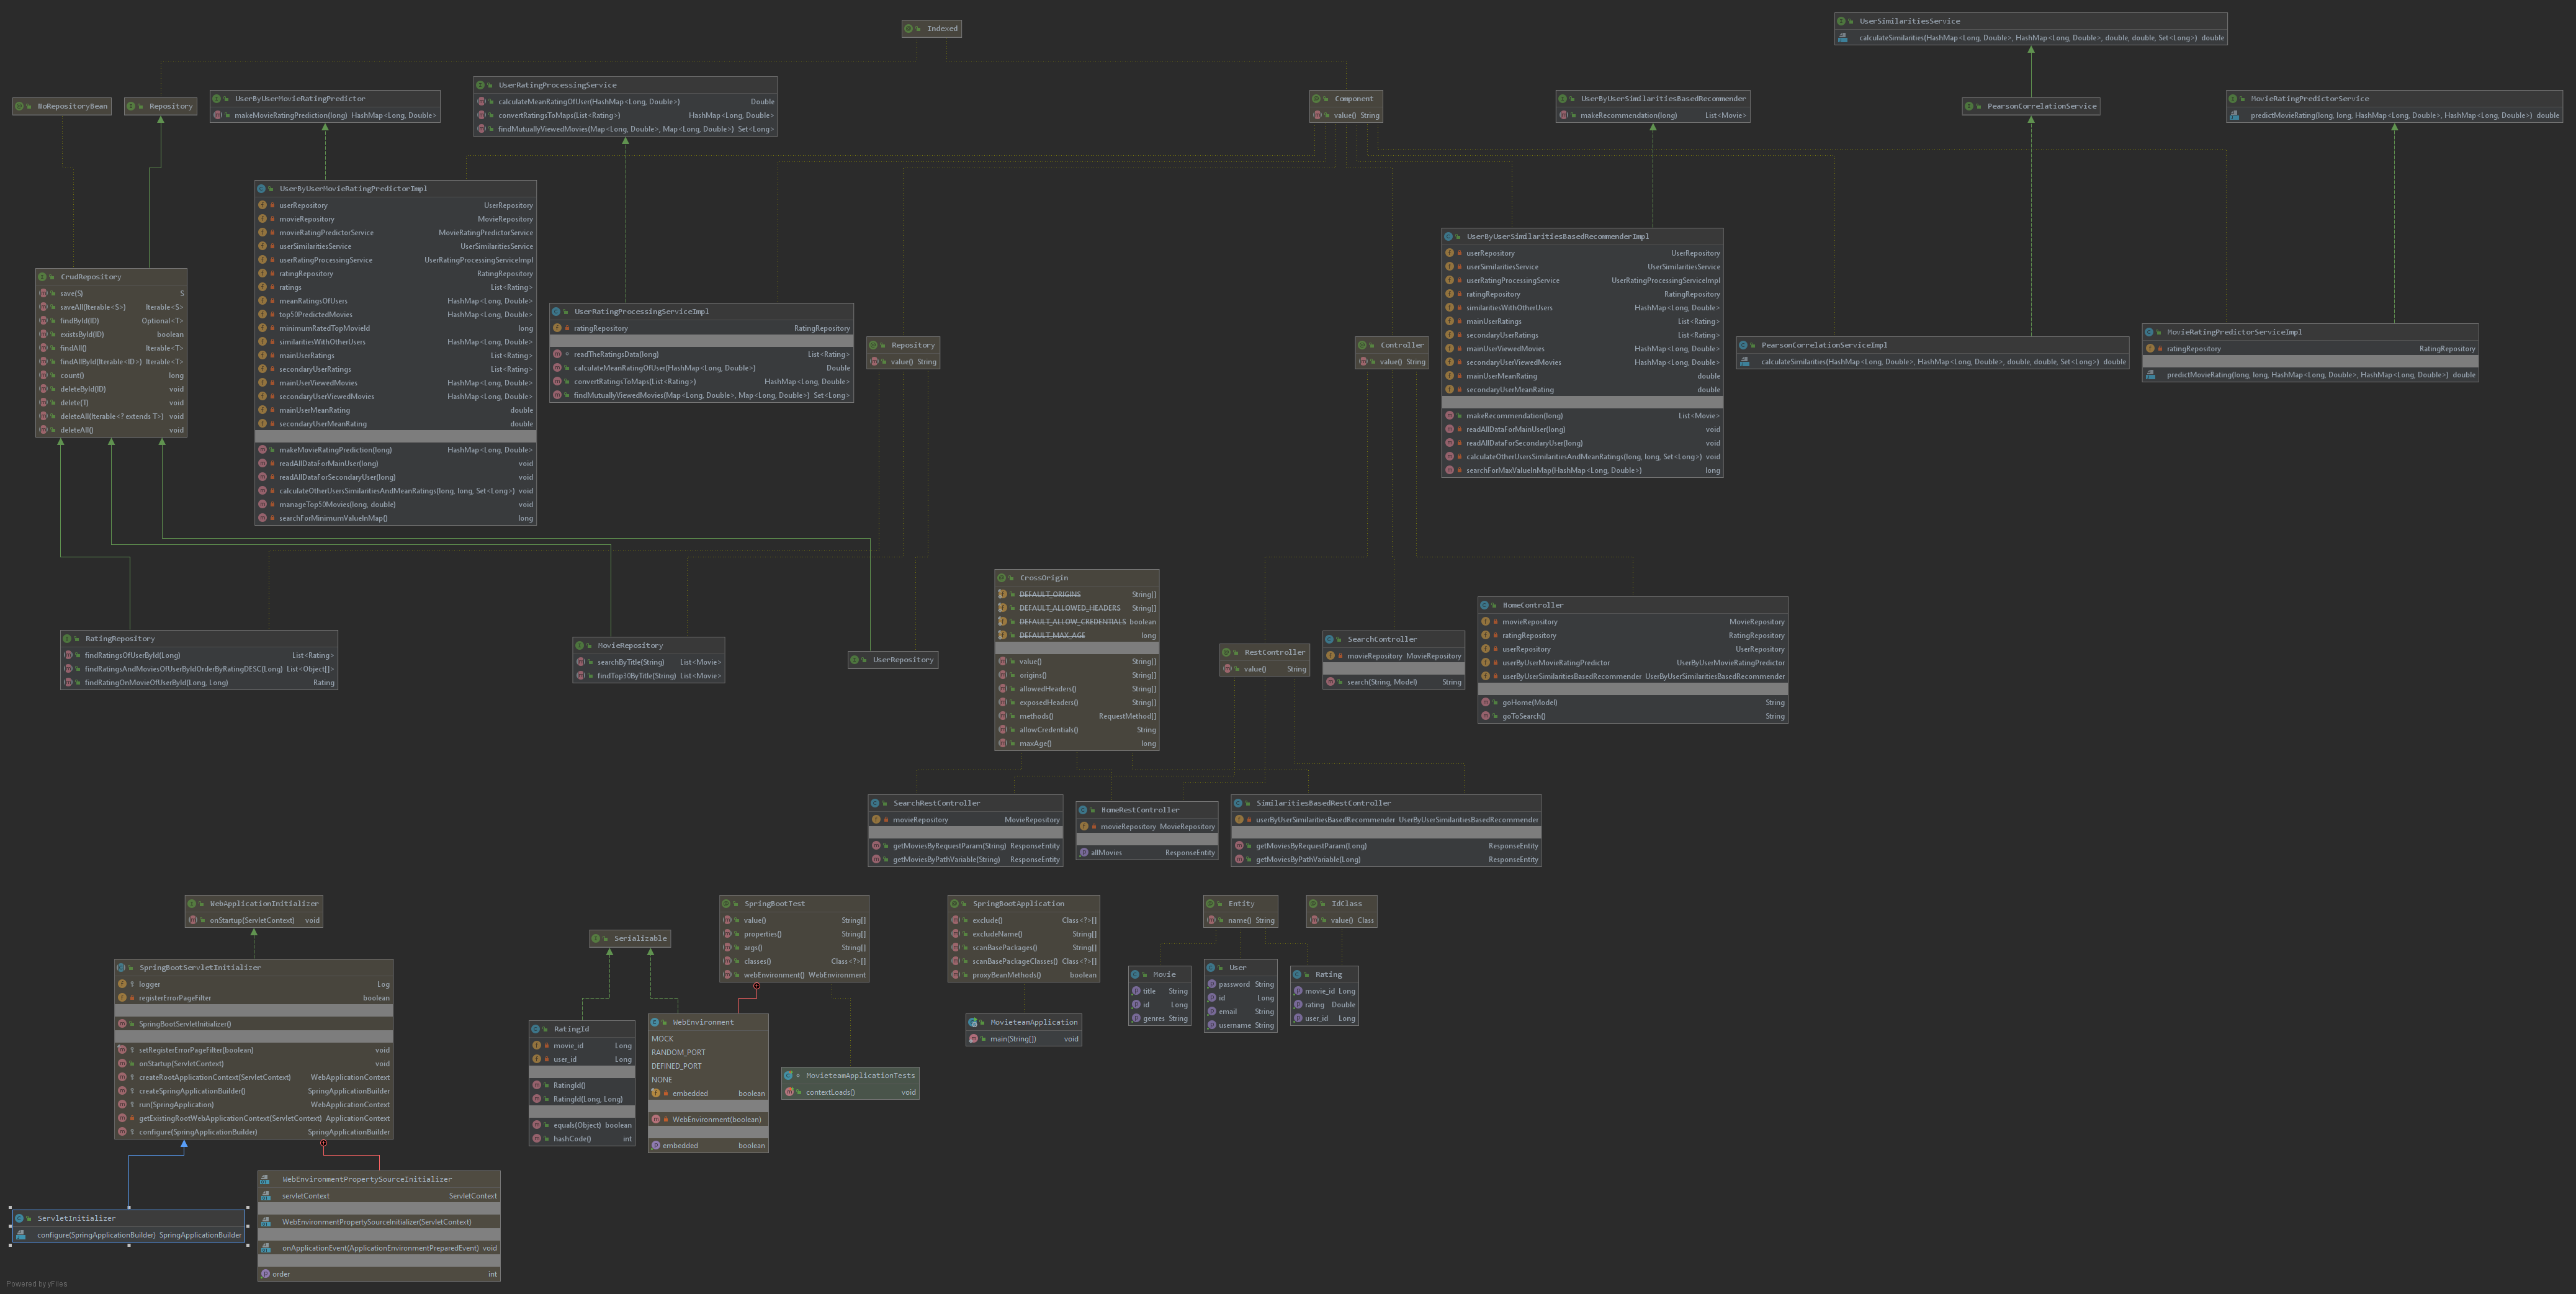 Indexed
UserSimilaritiesService
calculateSimilarities(HashMap<Long, Double>, HashMap<Long, Double>, double, double, Set<Long>) double
NoRepositoryBean
Repository
UserByUserMovieRatingPredictor
makeMovieRatingPrediction(long) HashMap<Long, Double>
UserRatingProcessingService
calculateMeanRatingOfUser(HashMap<Long, Double>) Double
convertRatingsToMaps(List<Rating>) HashMap<Long, Double>
findMutuallyViewedMovies(Map<Long, Double>, Map<Long, Double>) Set<Long>
Component
value() String
UserByUserSimilaritiesBasedRecommender
makeRecommendation(long) List<Movie>
PearsonCorrelationService
MovieRatingPredictorService
predictMovieRating(long, long, HashMap<Long, Double>, HashMap<Long, Double>) double
CrudRepository
save(S) S
saveAll(Iterable<S>) Iterable<S>
findById(ID) Optional<T>
existsById(ID) boolean
findAll() Iterable<T>
findAllById(Iterable<ID>) Iterable<T>
count() long
deleteById(ID) void
delete(T) void
deleteAll(Iterable<? extends T>) void
deleteAll() void
UserByUserMovieRatingPredictorImpl
userRepository UserRepository
movieRepository MovieRepository
movieRatingPredictorService MovieRatingPredictorService
userSimilaritiesService UserSimilaritiesService
userRatingProcessingService UserRatingProcessingServiceImpl
ratingRepository RatingRepository
ratings List<Rating>
meanRatingsOfUsers HashMap<Long, Double>
top50PredictedMovies HashMap<Long, Double>
minimumRatedTopMovieId long
similaritiesWithOtherUsers HashMap<Long, Double>
mainUserRatings List<Rating>
secondaryUserRatings List<Rating>
mainUserViewedMovies HashMap<Long, Double>
secondaryUserViewedMovies HashMap<Long, Double>
mainUserMeanRating double
secondaryUserMeanRating double
makeMovieRatingPrediction(long) HashMap<Long, Double>
readAllDataForMainUser(long) void
readAllDataForSecondaryUser(long) void
calculateOtherUsersSimilaritiesAndMeanRatings(long, long, Set<Long>) void
manageTop50Movies(long, double) void
searchForMinimumValueInMap() long
UserRatingProcessingServiceImpl
ratingRepository RatingRepository
readTheRatingsData(long) List<Rating>
calculateMeanRatingOfUser(HashMap<Long, Double>) Double
convertRatingsToMaps(List<Rating>) HashMap<Long, Double>
findMutuallyViewedMovies(Map<Long, Double>, Map<Long, Double>) Set<Long>
Repository
value() String
Controller
value() String
UserByUserSimilaritiesBasedRecommenderImpl
userRepository UserRepository
userSimilaritiesService UserSimilaritiesService
userRatingProcessingService UserRatingProcessingServiceImpl
ratingRepository RatingRepository
similaritiesWithOtherUsers HashMap<Long, Double>
mainUserRatings List<Rating>
secondaryUserRatings List<Rating>
mainUserViewedMovies HashMap<Long, Double>
secondaryUserViewedMovies HashMap<Long, Double>
mainUserMeanRating double
secondaryUserMeanRating double
makeRecommendation(long) List<Movie>
readAllDataForMainUser(long) void
readAllDataForSecondaryUser(long) void
calculateOtherUsersSimilaritiesAndMeanRatings(long, long, Set<Long>) void
searchForMaxValueInMap(HashMap<Long, Double>) long
PearsonCorrelationServiceImpl
calculateSimilarities(HashMap<Long, Double>, HashMap<Long, Double>, double, double, Set<Long>) double
MovieRatingPredictorServiceImpl
ratingRepository RatingRepository
predictMovieRating(long, long, HashMap<Long, Double>, HashMap<Long, Double>) double
RatingRepository
findRatingsOfUserById(Long) List<Rating>
findRatingsAndMoviesOfUserByIdOrderByRatingDESC(Long) List<Object[]>
findRatingOnMovieOfUserById(Long, Long) Rating
MovieRepository
searchByTitle(String) List<Movie>
findTop10ByTitle(String) List<Movie>
UserRepository
CrossOrigin
DEFAULT_ORIGINS String[]
DEFAULT_ALLOWED_HEADERS String[]
DEFAULT_ALLOW_CREDENTIALS boolean
DEFAULT_MAX_AGE long
value() String[]
origins() String[]
allowedHeaders() String[]
exposedHeaders() String[]
methods() RequestMethod[]
allowCredentials() String
maxAge() long
RestController
value() String
SearchController
movieRepository MovieRepository
search(String, Model) String
HomeController
movieRepository MovieRepository
ratingRepository RatingRepository
userRepository UserRepository
userByUserMovieRatingPredictor UserByUserMovieRatingPredictor
userByUserSimilaritiesBasedRecommender UserByUserSimilaritiesBasedRecommender
goHome(Model) String
goToSearch() String
SearchRestController
movieRepository MovieRepository
getMoviesByRequestParam(String) ResponseEntity
getMoviesByPathVariable(String) ResponseEntity
HomeRestController
movieRepository MovieRepository
allMovies ResponseEntity
SimilaritiesBasedRestController
userByUserSimilaritiesBasedRecommender UserByUserSimilaritiesBasedRecommender
getMoviesByRequestParam(Long) ResponseEntity
getMoviesByPathVariable(Long) ResponseEntity
WebApplicationInitializer
onStartup(ServletContext) void
SpringBootServletInitializer
logger Log
registerErrorPageFilter boolean
SpringBootServletInitializer()
setRegisterErrorPageFilter(boolean) void
onStartup(ServletContext) void
createRootApplicationContext(ServletContext) WebApplicationContext
createSpringApplicationBuilder() SpringApplicationBuilder
run(SpringApplication) WebApplicationContext
getExistingRootWebApplicationContext(ServletContext) ApplicationContext
configure(SpringApplicationBuilder) SpringApplicationBuilder
Serializable
RatingId
movie_id Long
user_id Long
RatingId()
RatingId(Long, Long)
equals(Object) boolean
hashCode() int
SpringBootTest
value() String[]
properties() String[]
args() String[]
classes() Class<?>[]
webEnvironment() WebEnvironment
WebEnvironment
MOCK
RANDOM_PORT
DEFINED_PORT
NONE
embedded boolean
WebEnvironment(boolean)
embedded boolean
MovieteamApplicationTests
contextLoads() void
SpringBootApplication
exclude() Class<?>[]
excludeName() String[]
scanBasePackages() String[]
scanBasePackageClasses() Class<?>[]
proxyBeanMethods() boolean
MovieteamApplication
main(String[]) void
Entity
name() String
IdClass
value() Class
Movie
title String
id Long
genres String
User
password String
id Long
email String
username String
Rating
movie_id Long
rating Double
user_id Long
ServletInitializer
configure(SpringApplicationBuilder) SpringApplicationBuilder
WebEnvironmentPropertySourceInitializer
servletContext ServletContext
WebEnvironmentPropertySourceInitializer(ServletContext)
onApplicationEvent(ApplicationEnvironmentPreparedEvent) void
order int
Powered by yFiles